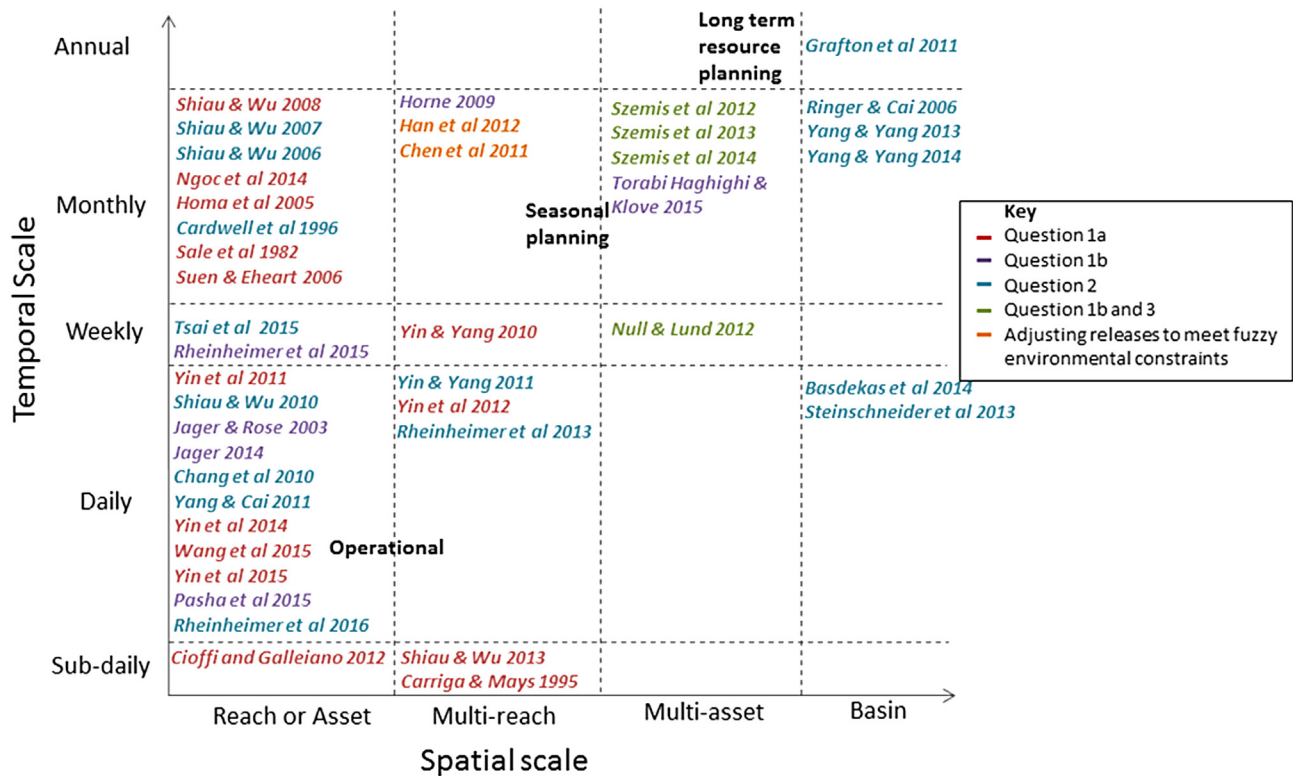 Temporal Scale
Annual
Long term
resource
planning
Grafton et al 2011
Monthly
Shiau & Wu 2008
Shiau & Wu 2007
Shiau & Wu 2006
Ngoc et al 2014
Homa et al 2005
Cardwell et al 1996
Sale et al 1982
Suen & Eheart 2006
Horne 2009
Han et al 2012
Chen et al 2011
Seasonal
planning
Szemis et al 2012
Szemis et al 2013
Szemis et al 2014
Torabi Haghighi &
Klove 2015
Ringer & Cai 2006
Yang & Yang 2013
Yang & Yang 2014
Key
Question 1a
Question 1b
Question 2
Question 1b and 3
Adjusting releases to meet fuzzy
environmental constraints
Weekly
Tsai et al 2015
Rheinheimer et al 2015
Yin & Yang 2010
Null & Lund 2012
Daily
Yin et al 2011
Shiau & Wu 2010
Jager & Rose 2003
Jager 2014
Chang et al 2010
Yang & Cai 2011
Yin et al 2014
Wang et al 2015
Yin et al 2015
Pasha et al 2015
Rheinheimer et al 2016
Operational
Yin & Yang 2011
Yin et al 2012
Rheinheimer et al 2013
Basdekas et al 2014
Steinschneider et al 2013
Sub-daily
Cioffi and Galleiano 2012
Shiau & Wu 2013
Carriga & Mays 1995
Reach or Asset
Multi-reach
Multi-asset
Basin
Spatial scale